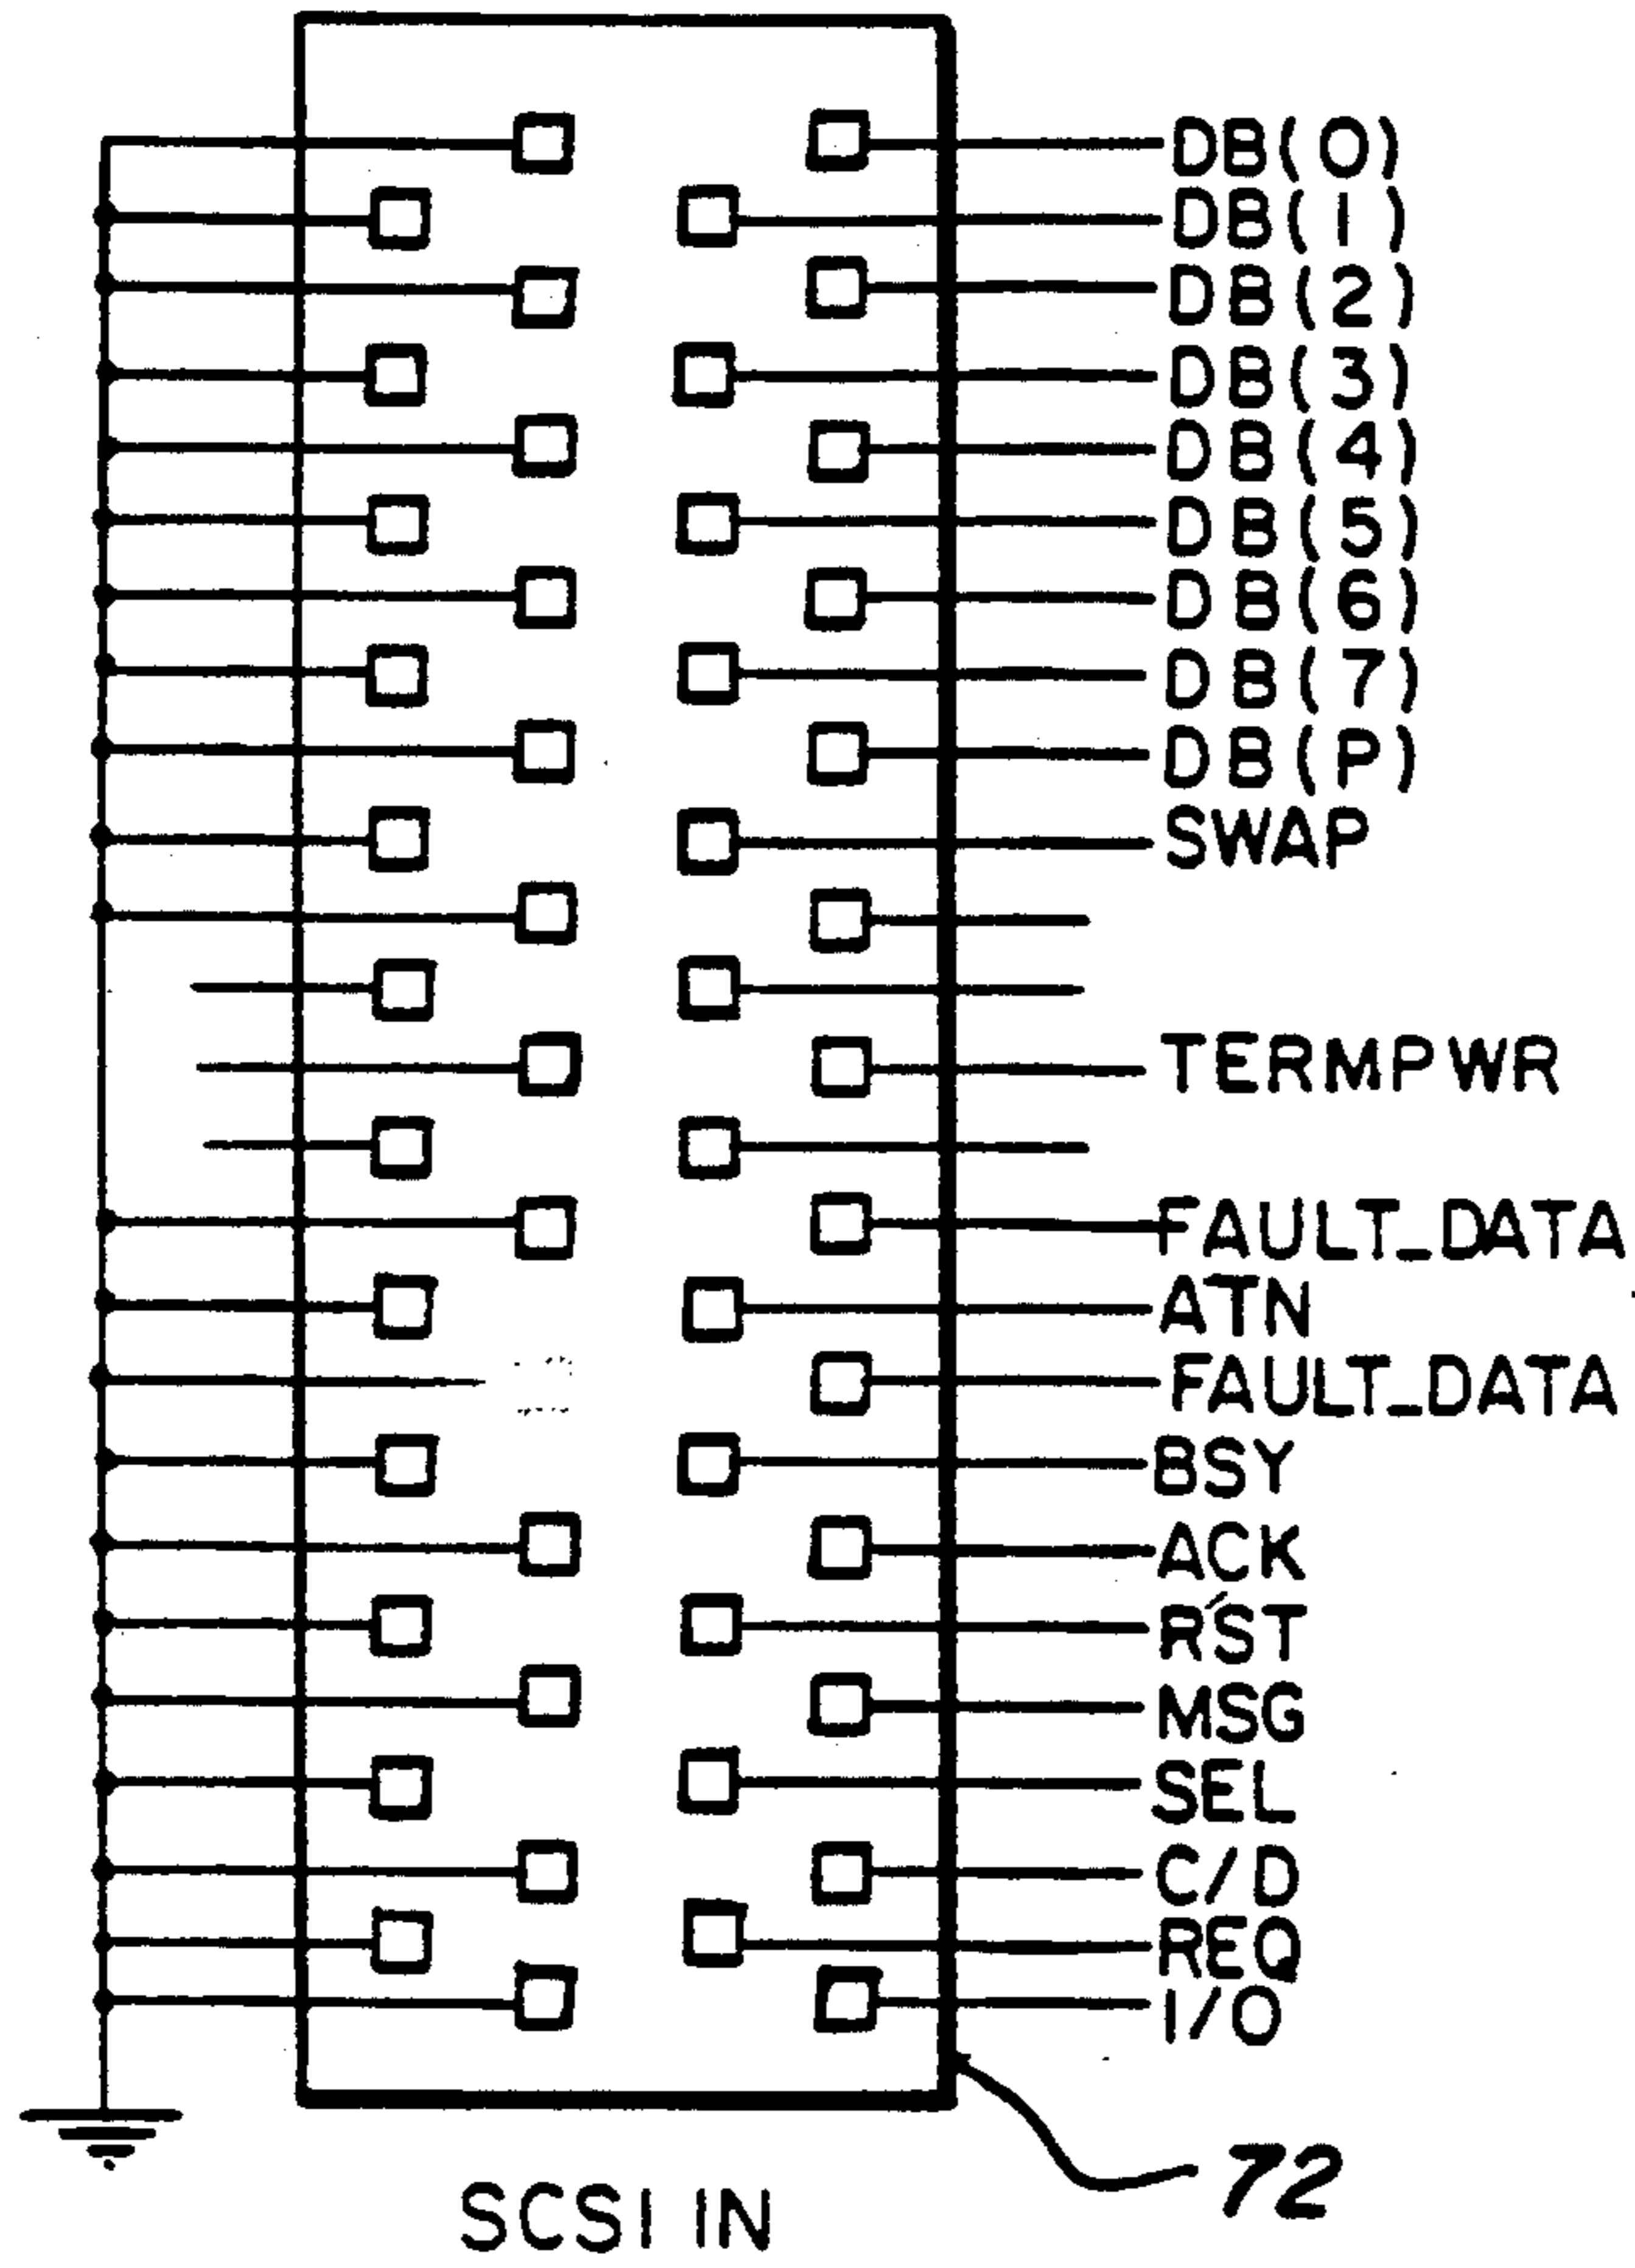 DB(0)
DB(1)
DB(2)
DB(3)
DB(4)
DB(5)
DB(6)
DB(7)
DB(P)
SWAP
TERMPWR
FAULT_DATA
ATN
FAULT_DATA
BSY
ACK
RST
MSG
SEL
C/D
REQ
I/O
72
SCSI IN